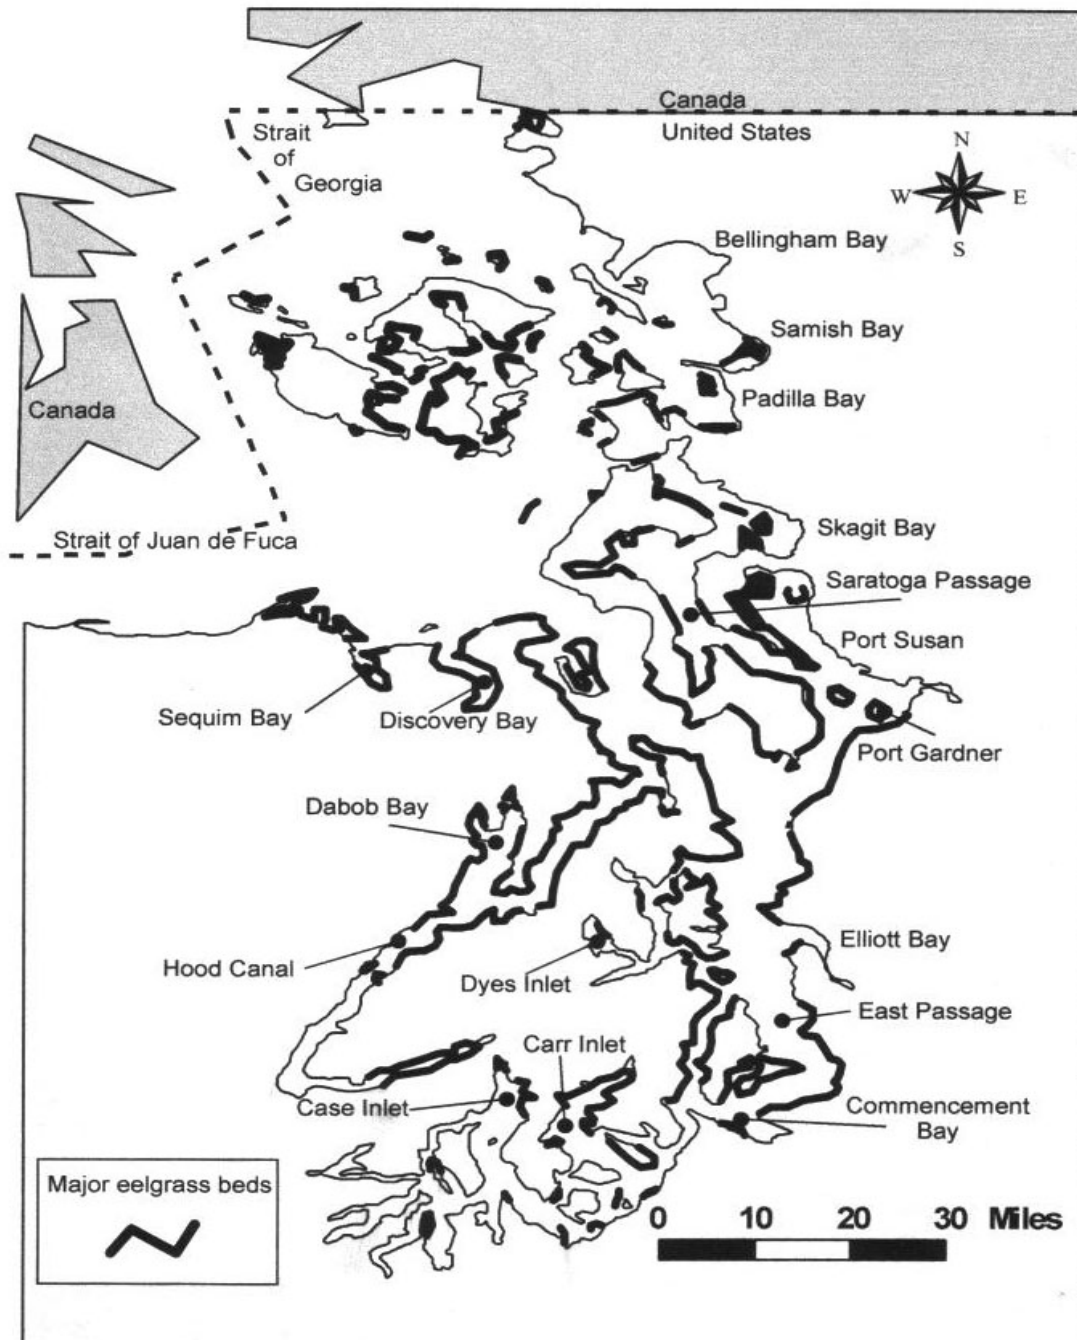 Canada
United States
Strait
of
Georgia
N
W
E
S
Bellingham Bay
Samish Bay
Padilla Bay
Canada
Strait of Juan de Fuca
Skagit Bay
Saratoga Passage
Port Susan
Sequim Bay
Discovery Bay
Port Gardner
Dabob Bay
Elliott Bay
Hood Canal
Dyes Inlet
East Passage
Carr Inlet
Case Inlet
Commencement
Bay
Major eelgrass beds
0 10 20 30 Miles